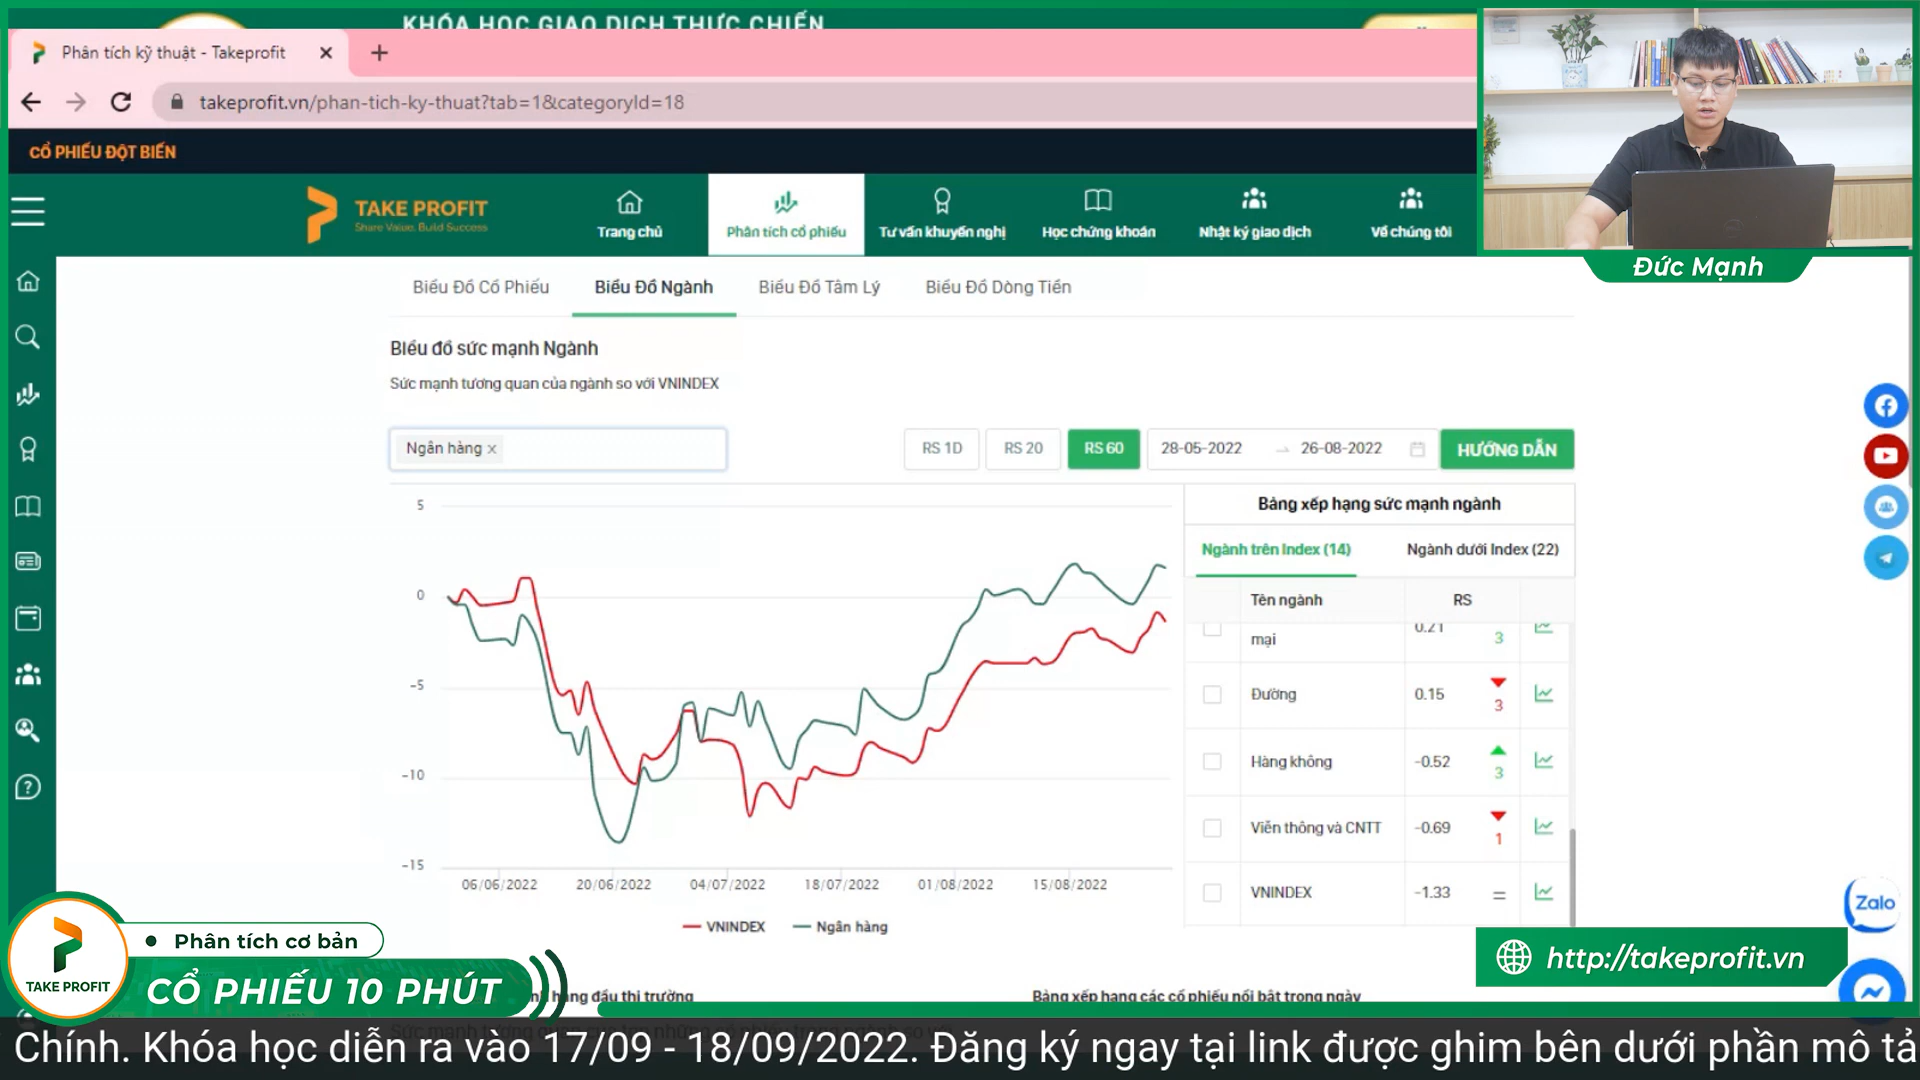 KHÓA HỌC GIAO DỊCH THỰC CHIẾN
Phân tích kỹ thuật - Takeprofit
takeprofit.vn/phan-tich-ky-thuat?tab=1&categoryId=18
CỔ PHIẾU ĐỘT BIẾN
TAKE PROFIT
Share Value. Build Success
Trang chủ
Phân tích cổ phiếu
Tư vấn khuyến nghị
Học chứng khoán
Nhật ký giao dịch
Về chúng tôi
Đức Mạnh
Biểu Đồ Cổ Phiếu
Biểu Đồ Ngành
Biểu Đồ Tâm Lý
Biểu Đồ Dòng Tiền
Biểu đồ sức mạnh Ngành
Sức mạnh tương quan của ngành so với VNINDEX
Ngân hàng ×
RS 1D
RS 20
RS 60
28-05-2022
26-08-2022
HƯỚNG DẪN
5
0
-5
-10
-15
06/06/2022
20/06/2022
04/07/2022
18/07/2022
01/08/2022
15/08/2022
VNINDEX
Ngân hàng
Bảng xếp hạng sức mạnh ngành
Ngành trên Index (14)
Ngành dưới Index (22)
Tên ngành
RS
mại
0.21
3
Đường
0.15
3
Hàng không
-0.52
3
Viễn thông và CNTT
-0.69
1
VNINDEX
-1.33
=
Zalo
http://takeprofit.vn
TAKE PROFIT
Phân tích cơ bản
CỔ PHIẾU 10 PHÚT
hàng đầu thị trường
Bảng xếp hạng các cổ phiếu nổi bật trong ngày
Chính. Khóa học diễn ra vào 17/09 - 18/09/2022. Đăng ký ngay tại link được ghim bên dưới phần mô tả